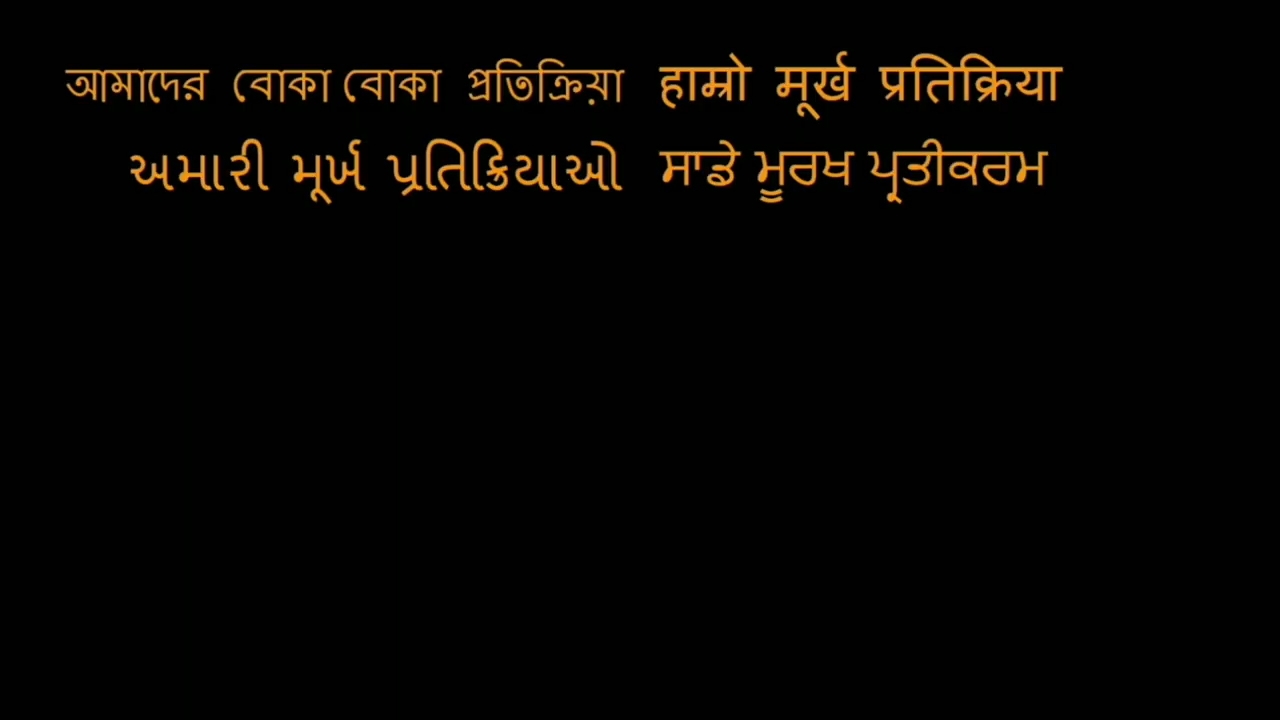 আমাদের বোকা বোকা প্রতিক্রিয়া हाम्रो मूर्ख प्रतिक्रिया
અમારી મૂર્ખ પ્રતિક્રિયાઓ ਸਾਡੇ ਮੂਰਖ ਪ੍ਰਤੀਕਰਮ